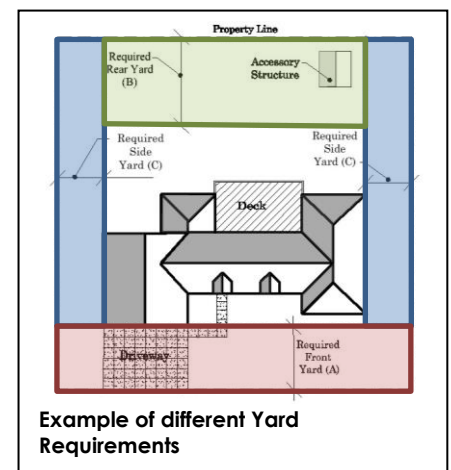 Property Line
Required
Rear Yard
(B)
Accessory
Structure
Required
Side
Yard (C)
Required
Side
Yard (C)
Deck
Driveway
Required
Front
Yard (A)
Example of different Yard
Requirements